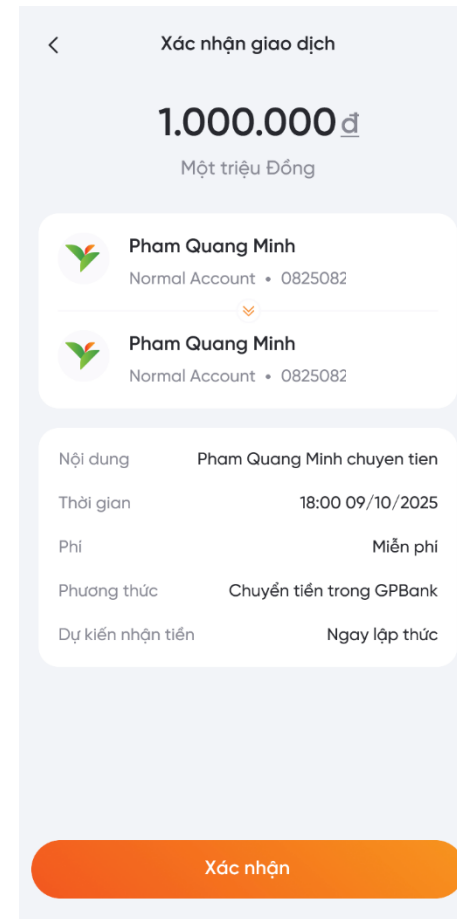 Xác nhận giao dịch
1.000.000 đ
Một triệu Đồng
Pham Quang Minh
Normal Account • 0825082
Pham Quang Minh
Normal Account • 0825082
Nội dung Pham Quang Minh chuyen tien
Thời gian 18:00 09/10/2025
Phí Miễn phí
Phương thức Chuyển tiền trong GPBank
Dự kiến nhận tiền Ngay lập thức
Xác nhận